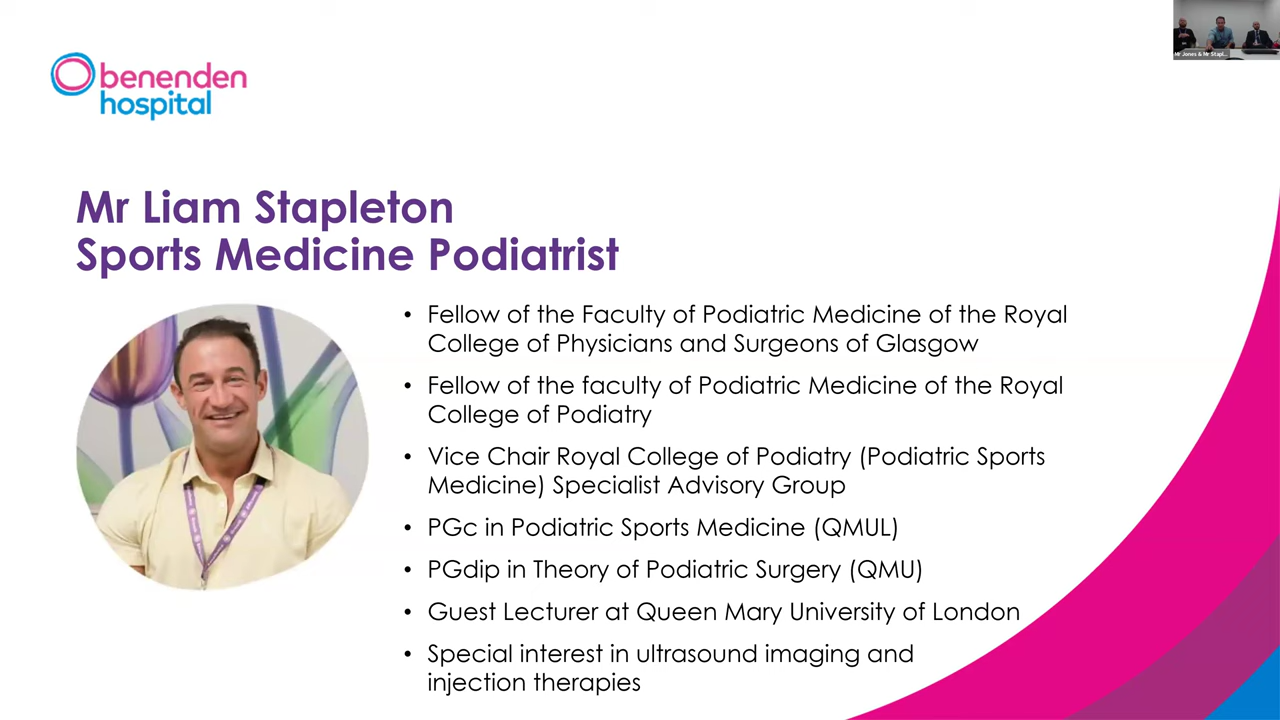 Mr Jones & Mr Stapl...
benenden
hospital
Mr Liam Stapleton
Sports Medicine Podiatrist
• Fellow of the Faculty of Podiatric Medicine of the Royal
College of Physicians and Surgeons of Glasgow
• Fellow of the faculty of Podiatric Medicine of the Royal
College of Podiatry
• Vice Chair Royal College of Podiatry (Podiatric Sports
Medicine) Specialist Advisory Group
• PGc in Podiatric Sports Medicine (QMUL)
• PGdip in Theory of Podiatric Surgery (QMU)
• Guest Lecturer at Queen Mary University of London
• Special interest in ultrasound imaging and
injection therapies